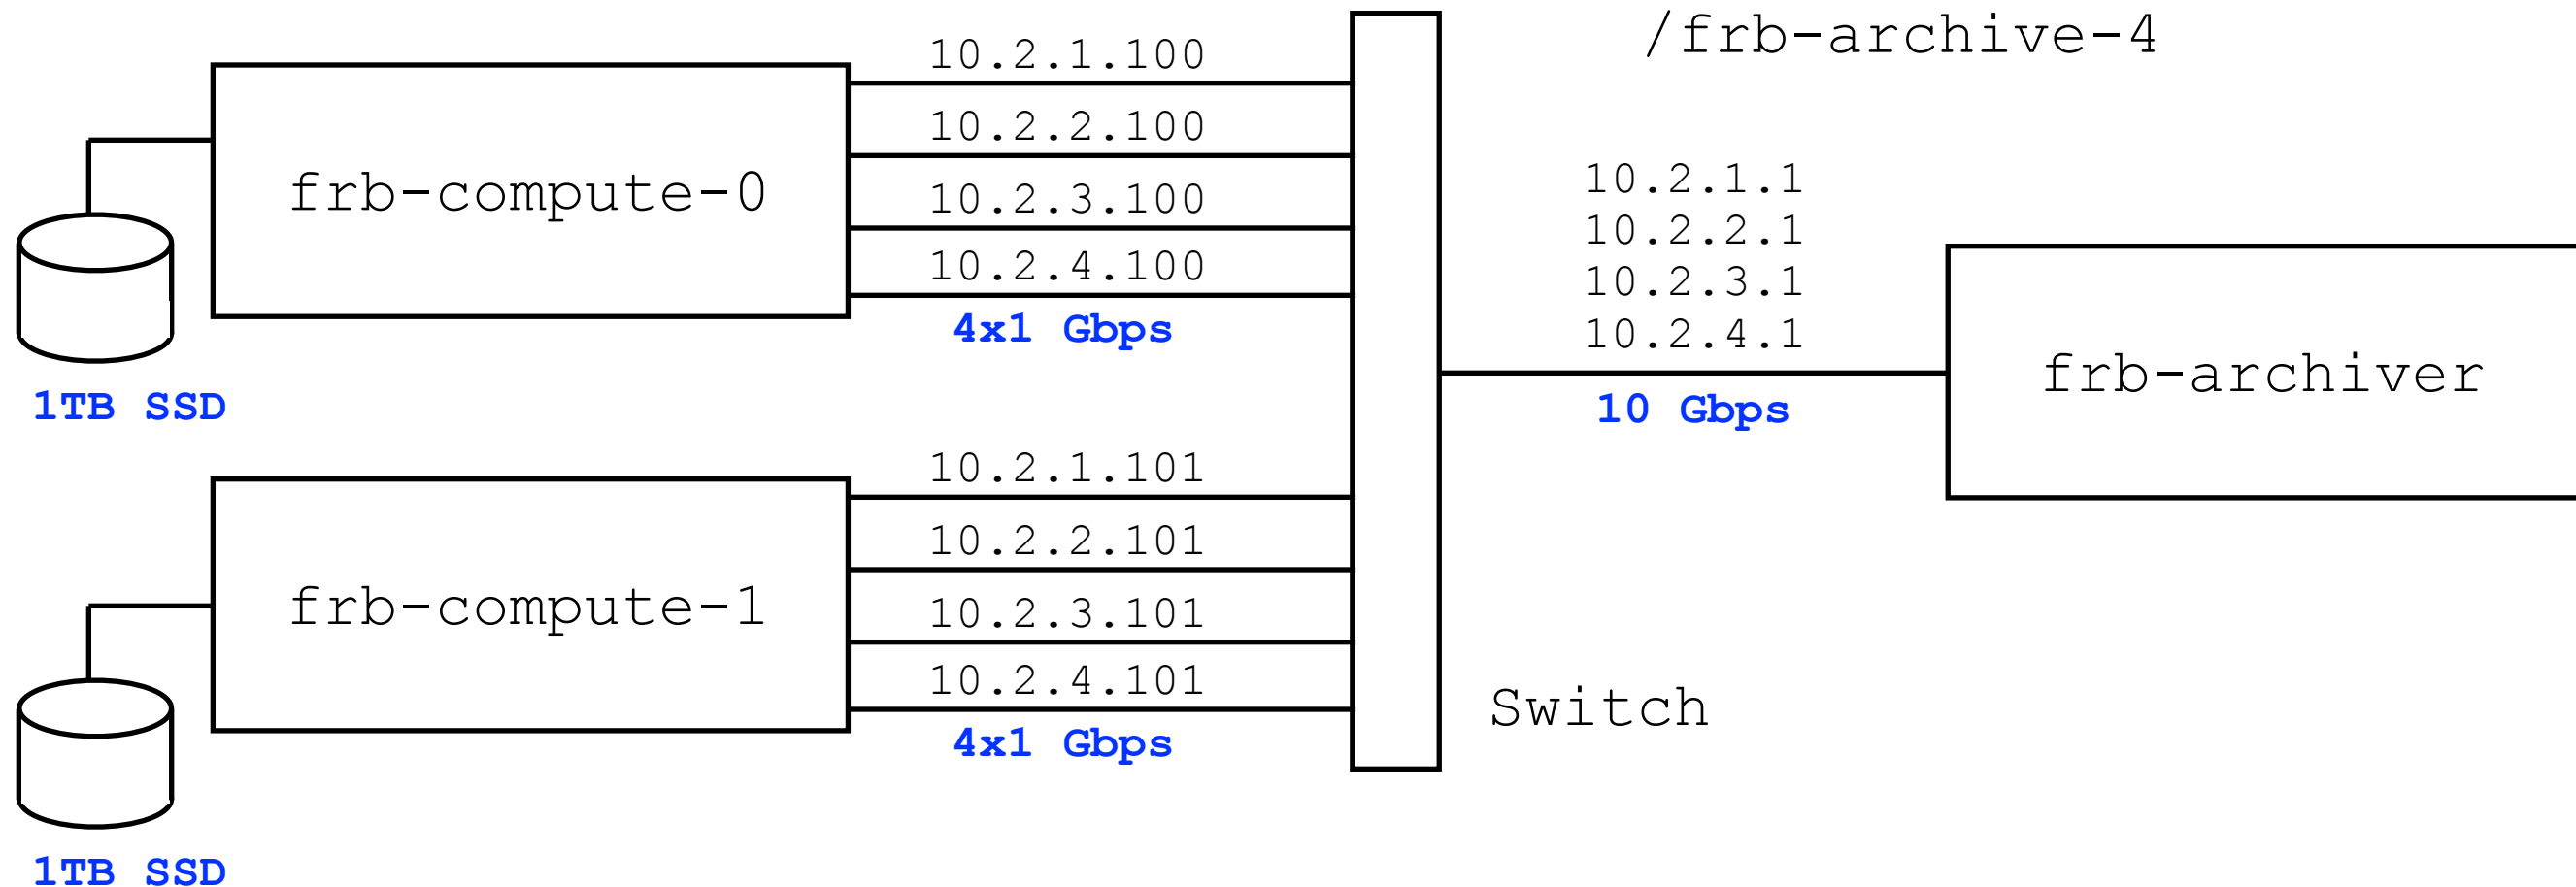 /frb-archive-4
10.2.1.100
10.2.2.100
10.2.3.100
10.2.4.100
4x1 Gbps
frb-compute-0
1TB SSD
10.2.1.1
10.2.2.1
10.2.3.1
10.2.4.1
10 Gbps
frb-archiver
10.2.1.101
10.2.2.101
10.2.3.101
10.2.4.101
4x1 Gbps
frb-compute-1
1TB SSD
Switch